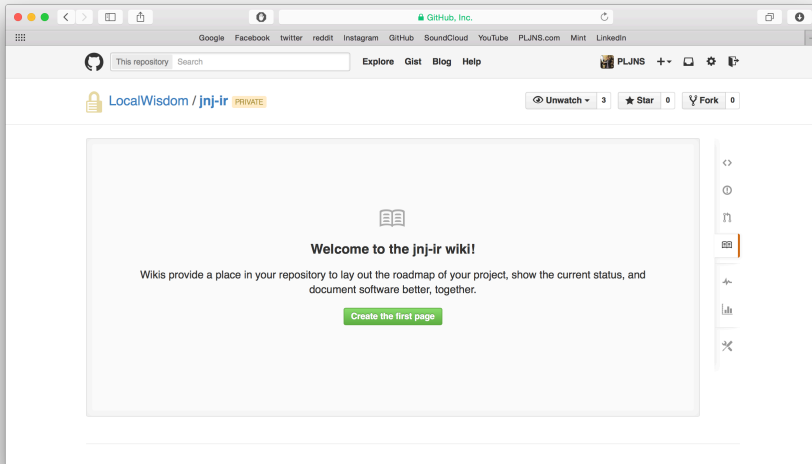 GitHub, Inc.
Google Facebook twitter reddit Instagram GitHub SoundCloud YouTube PLJNS.com Mint LinkedIn
This repository Search Explore Gist Blog Help PLJNS
LocalWisdom / jnj-ir PRIVATE Unwatch 3 Star 0 Fork 0
Welcome to the jnj-ir wiki!
Wikis provide a place in your repository to lay out the roadmap of your project, show the current status, and
document software better, together.
Create the first page